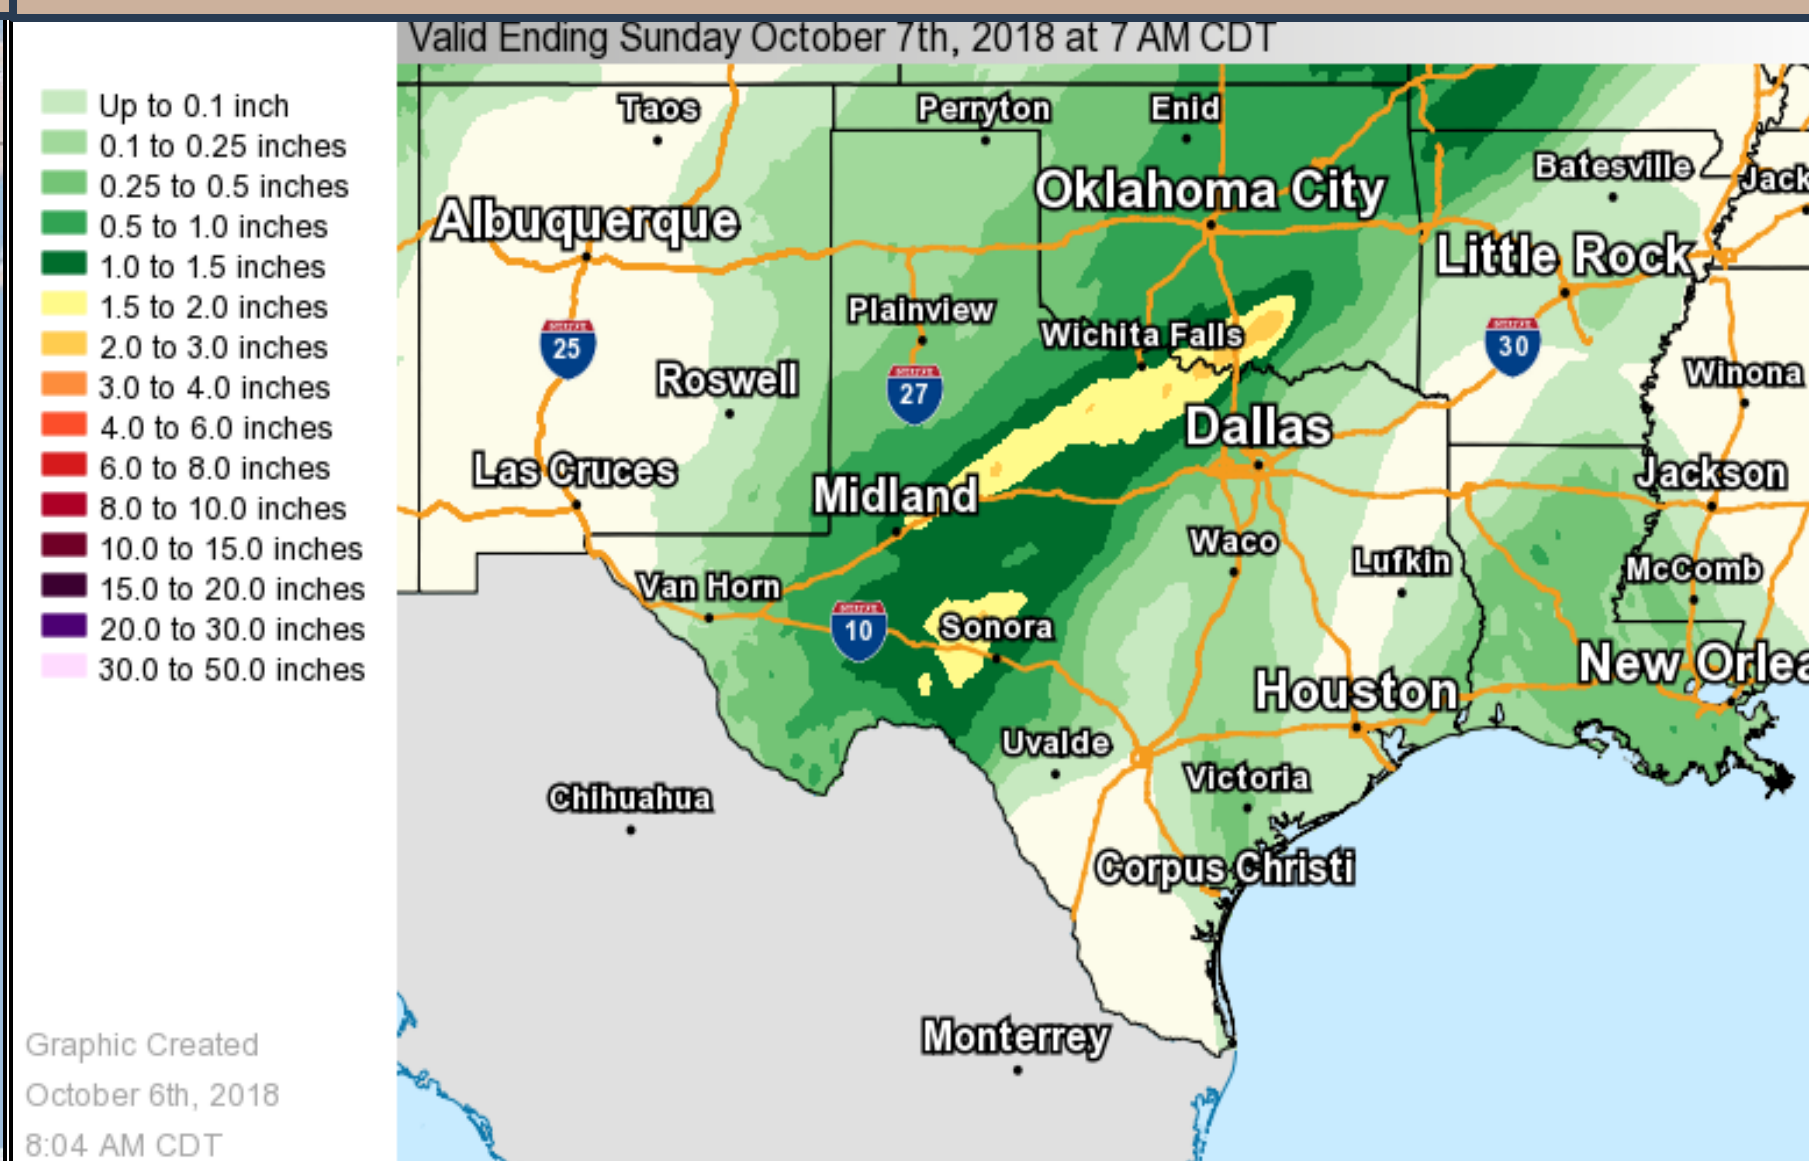 Valid Ending Sunday October 7th, 2018 at 7 AM CDT
Up to 0.1 inch
0.1 to 0.25 inches
0.25 to 0.5 inches
0.5 to 1.0 inches
1.0 to 1.5 inches
1.5 to 2.0 inches
2.0 to 3.0 inches
3.0 to 4.0 inches
4.0 to 6.0 inches
6.0 to 8.0 inches
8.0 to 10.0 inches
10.0 to 15.0 inches
15.0 to 20.0 inches
20.0 to 30.0 inches
30.0 to 50.0 inches
Graphic Created
October 6th, 2018
8:04 AM CDT
Taos
Perryton
Enid
Batesville
Jack
Oklahoma City
Albuquerque
Little Rock
Plainview
Wichita Falls
25
30
Roswell
27
Winona
Dallas
Las Cruces
Midland
Jackson
Waco
Lufkin
McComb
Van Horn
10
Sonora
New Orlea
Houston
Uvalde
Victoria
Chihuahua
Corpus Christi
Monterrey